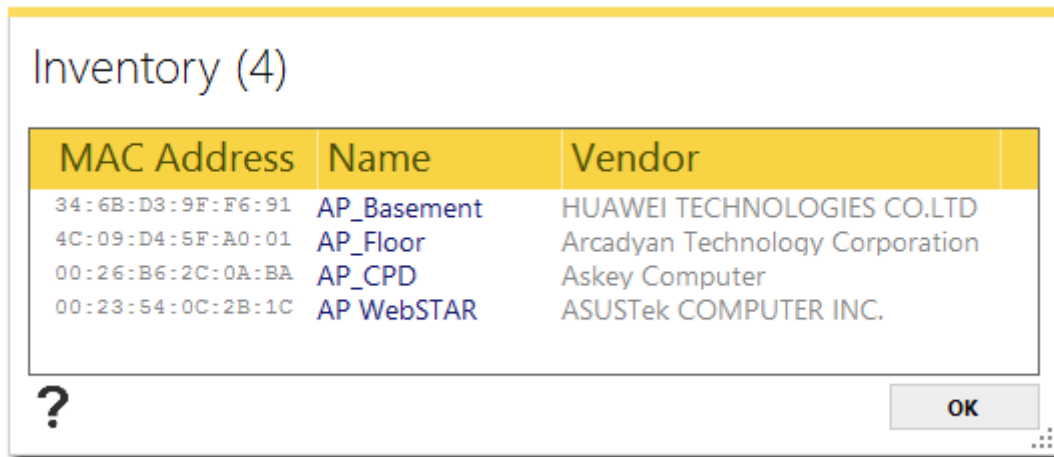 Inventory (4)
MAC Address Name Vendor
34:6B:D3:9F:F6:91 AP_Basement HUAWEI TECHNOLOGIES CO.LTD
4C:09:D4:5F:A0:01 AP_Floor Arcadyan Technology Corporation
00:26:B6:2C:0A:BA AP_CPD Askey Computer
00:23:54:0C:2B:1C AP WebSTAR ASUSTek COMPUTER INC.
? OK